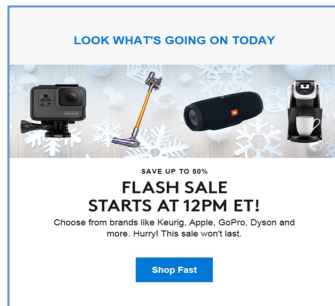 LOOK WHAT'S GOING ON TODAY
JBL
SAVE UP TO 50%
FLASH SALE
STARTS AT 12PM ET!
Choose from brands like Keurig, Apple, GoPro, Dyson and
more. Hurry! This sale won't last.
Shop Fast